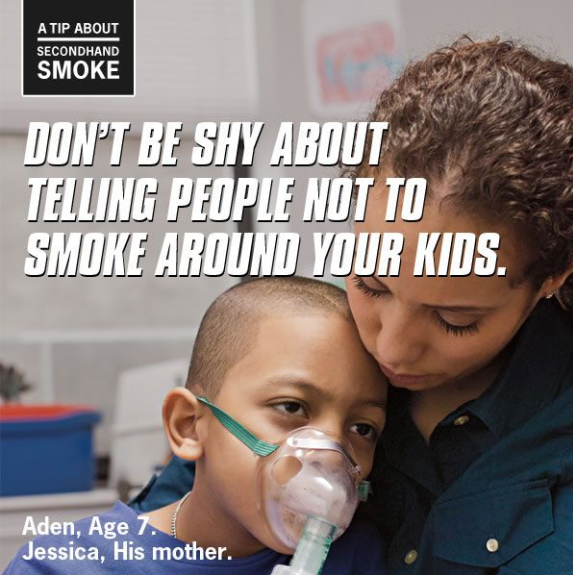 A TIP ABOUT
SECONDHAND
SMOKE
DON'T BE SHY ABOUT
TELLING PEOPLE NOT TO
SMOKE AROUND YOUR KIDS.
Aden, Age 7.
Jessica, His mother.